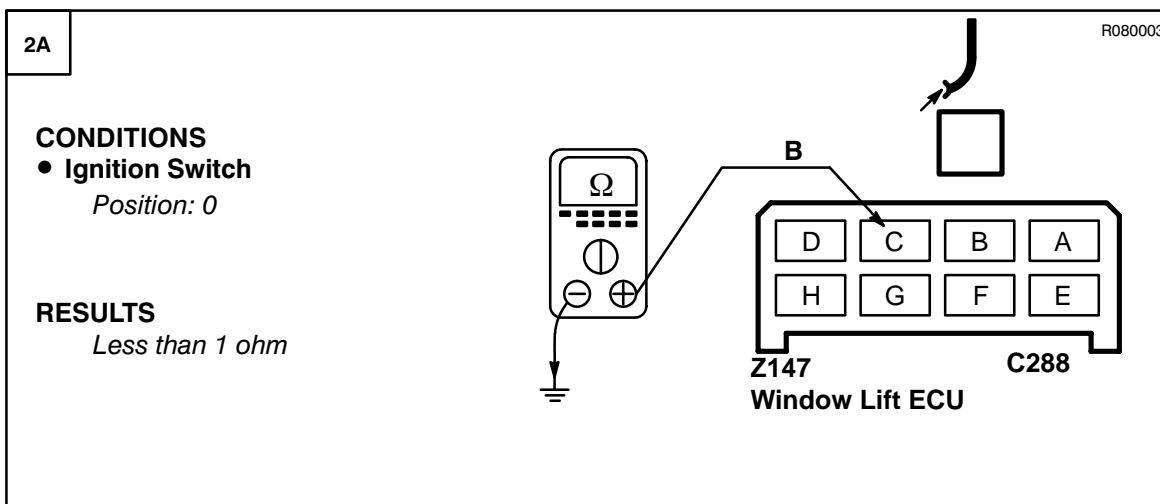 2A
R080003
CONDITIONS
• Ignition Switch
Position: 0
RESULTS
Less than 1 ohm
Ω
B
D C B A
H G F E
Z147 C288
Window Lift ECU